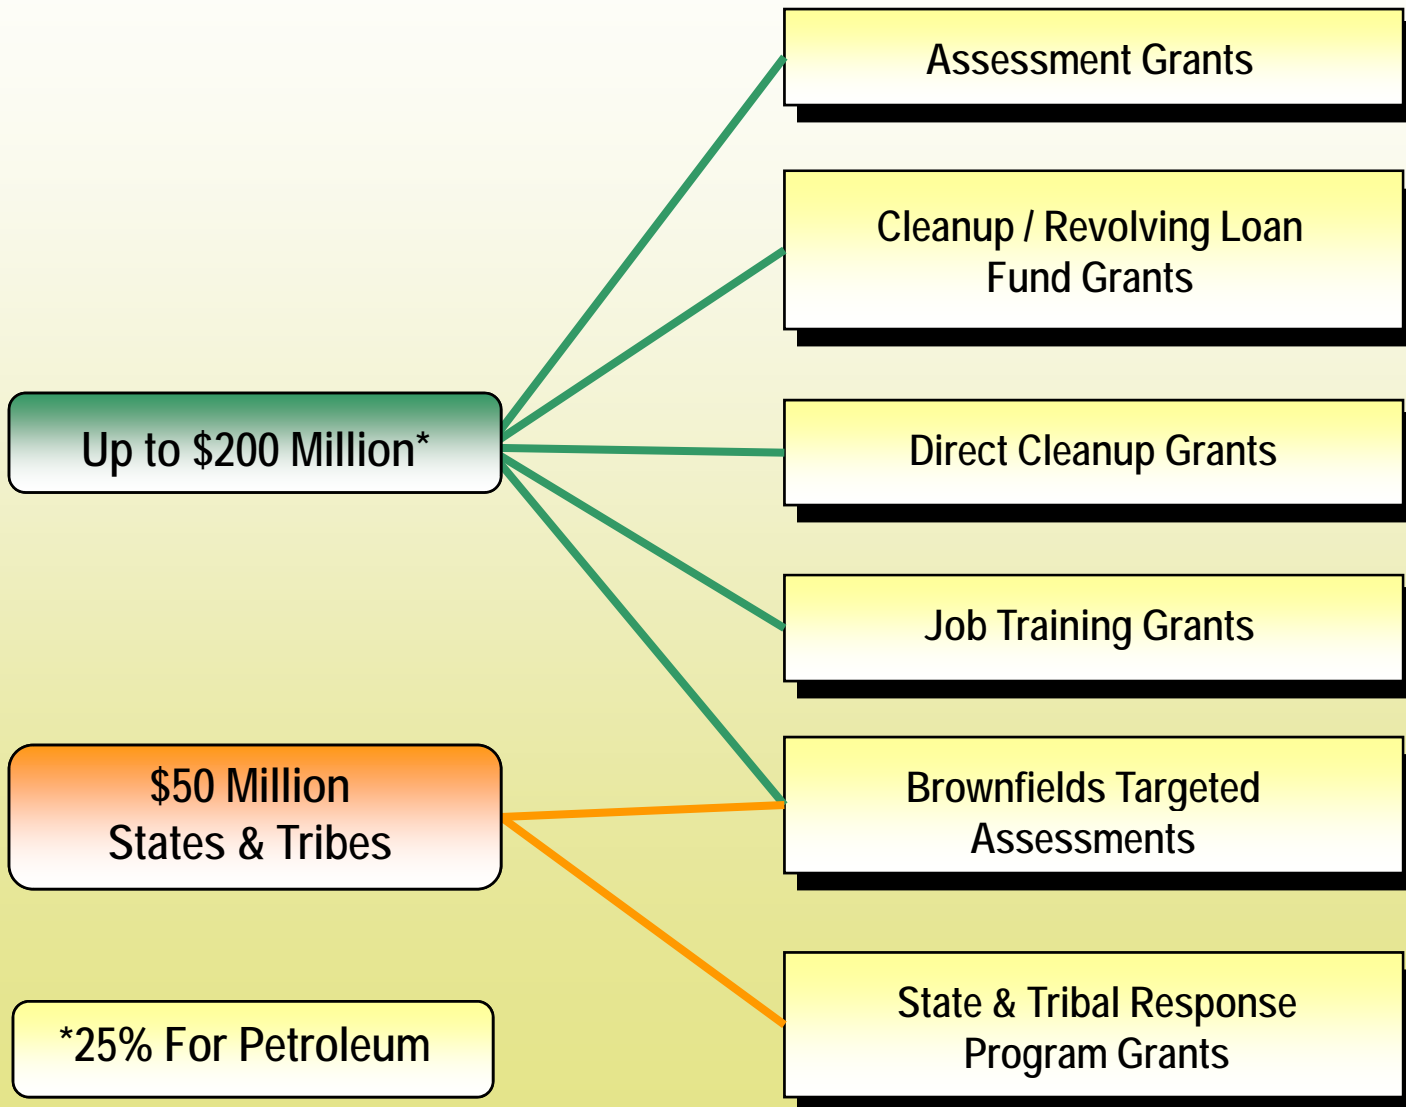 Assessment Grants
Cleanup / Revolving Loan
Fund Grants
Up to $200 Million*
Direct Cleanup Grants
Job Training Grants
$50 Million
States & Tribes
Brownfields Targeted
Assessments
State & Tribal Response
Program Grants
*25% For Petroleum